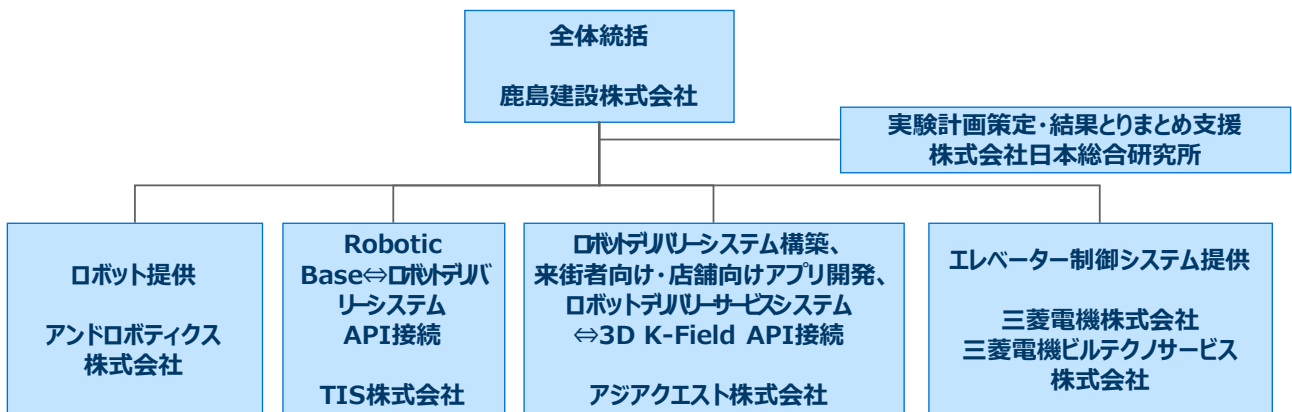 全体統括
鹿島建設株式会社
実験計画策定・結果とりまとめ支援
株式会社日本総合研究所
ロボット提供
アンドロボティクス
株式会社
Robotic
Base⇔ロボットデリバ
リーシステム
API接続
TIS株式会社
ロボットデリバリーシステム構築、
来街者向け・店舗向けアプリ開発、
ロボットデリバリーサービスシステム
⇔3D K-Field API接続
アジアクエスト株式会社
エレベーター制御システム提供
三菱電機株式会社
三菱電機ビルテクノサービス
株式会社